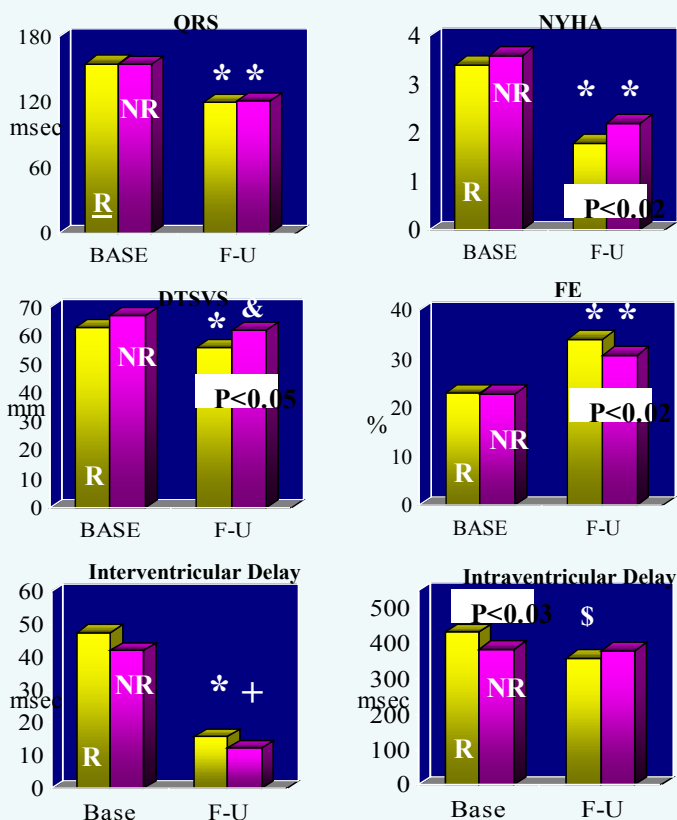 QRS
180
120
msec
60
0
* *
NR
R
BASE F-U
NYHA
4
3
2
1
0
* *
NR
R
P<0.02
BASE F-U
DTSVS
70
60
50
40
mm
30
20
10
0
* &
NR
P<0.05
R
BASE F-U
FE
40
30
20
%
10
0
* *
P<0.02
NR
R
BASE F-U
Interventricular Delay
60
50
40
30
msec
20
10
0
NR
* +
R
Base F-U
Intraventricular Delay
500
400
300
200
msec
100
0
P<0.03 $
NR
R
Base F-U